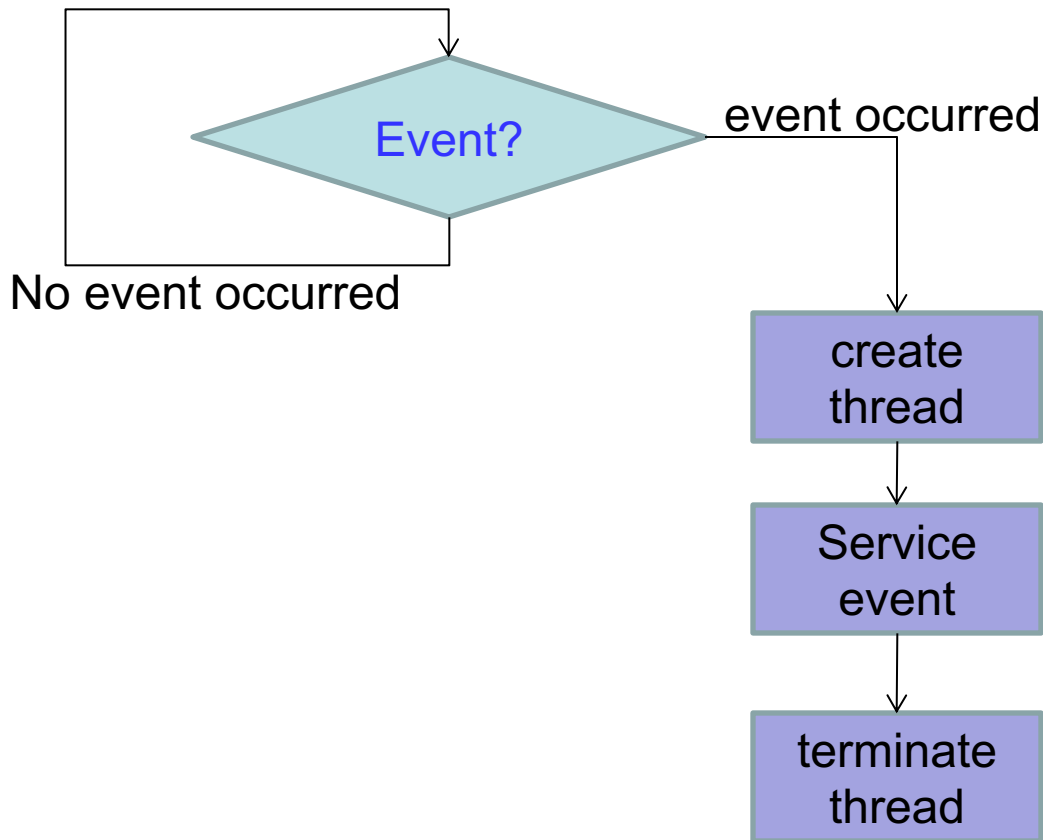 event occurred
Event?
No event occurred
create
thread
Service
event
terminate
thread